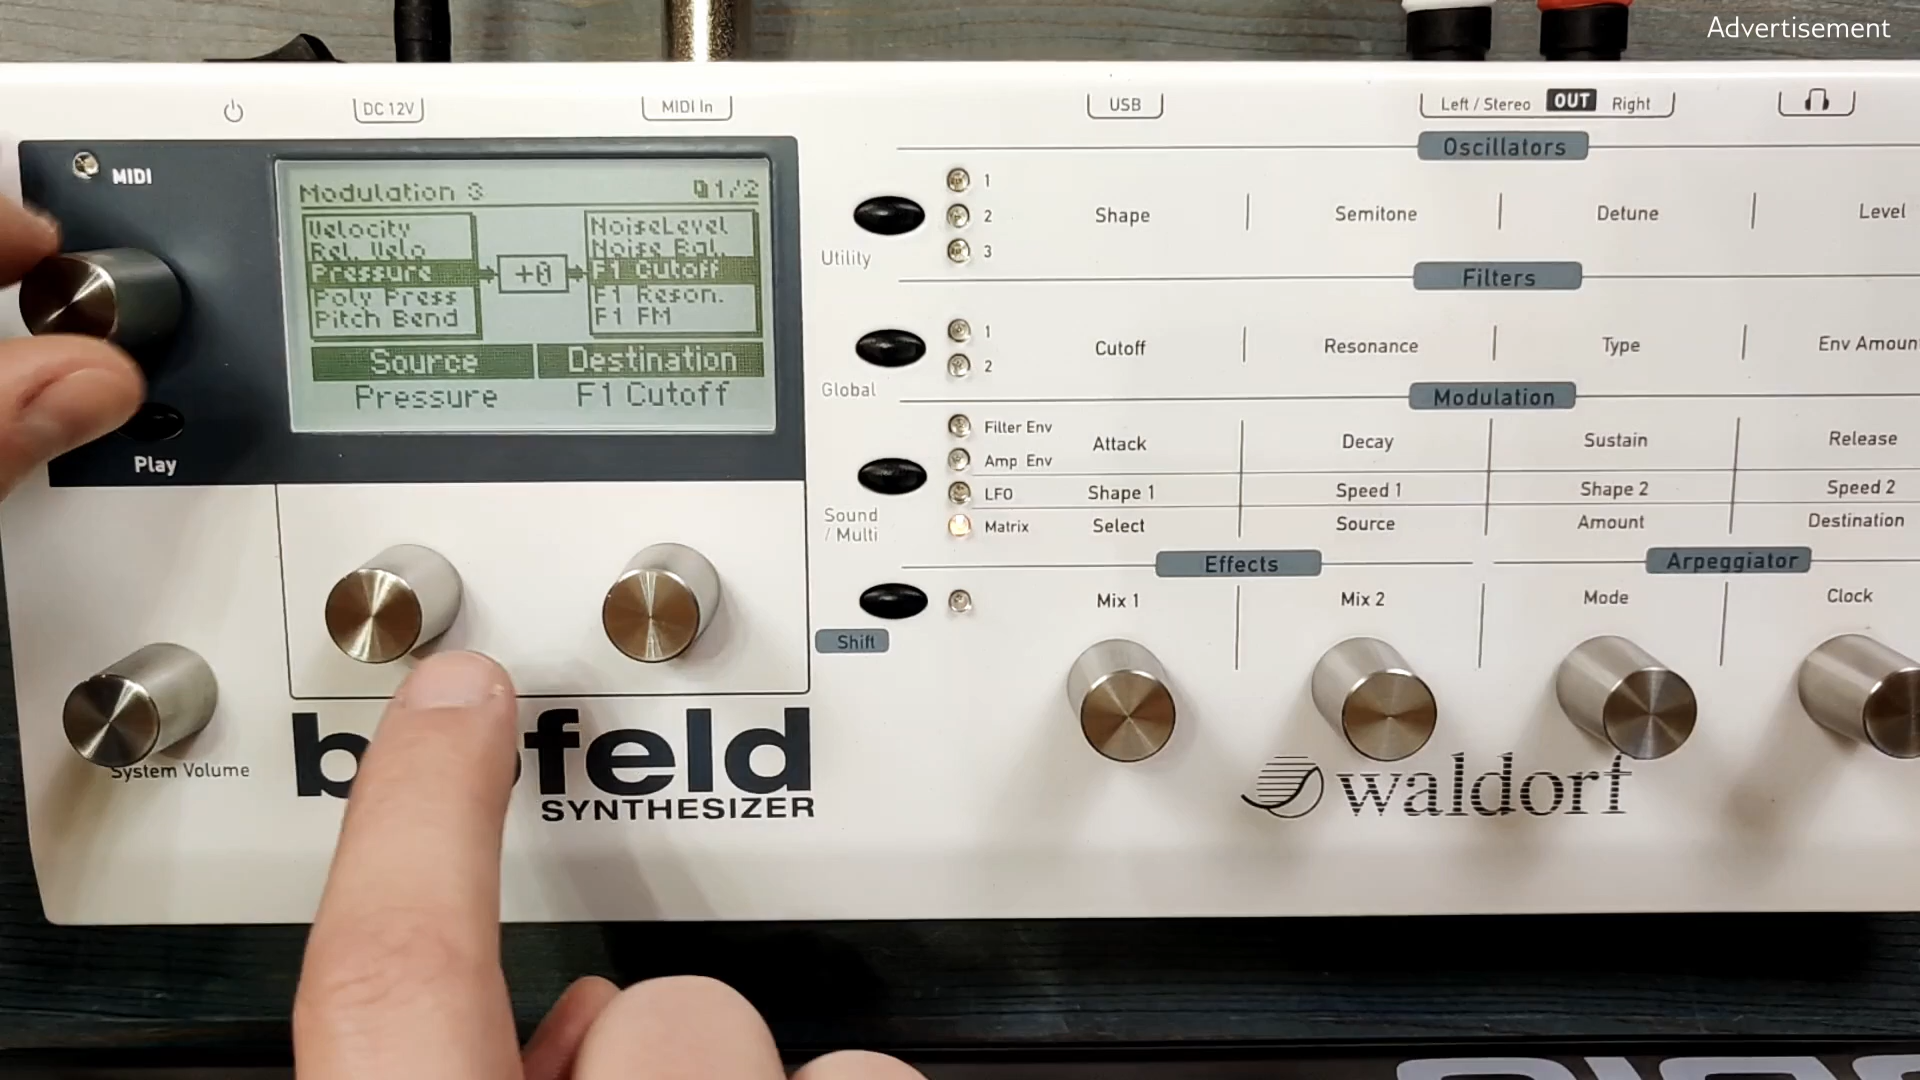 Advertisement
DC 12V
MIDI In
USB
Left / Stereo OUT Right
MIDI
Modulation 3 1/2
Velocity
Rel. Velo
Pressure
Poly Press
Pitch Bend
+0
NoiseLevel
Noise Bal.
F1 Cutoff
F1 Reson.
F1 FM
Source Destination
Pressure F1 Cutoff
Play
System Volume
feld
SYNTHESIZER
Oscillators
1
2
3
Shape Semitone Detune Level
Utility
Filters
1
2
Cutoff Resonance Type Env Amoun
Global
Modulation
Filter Env
Amp Env
Attack Decay Sustain Release
LFO Shape 1 Speed 1 Shape 2 Speed 2
Matrix Select Source Amount Destination
Sound
/ Multi
Effects Arpeggiator
Mix 1 Mix 2 Mode Clock
Shift
waldorf